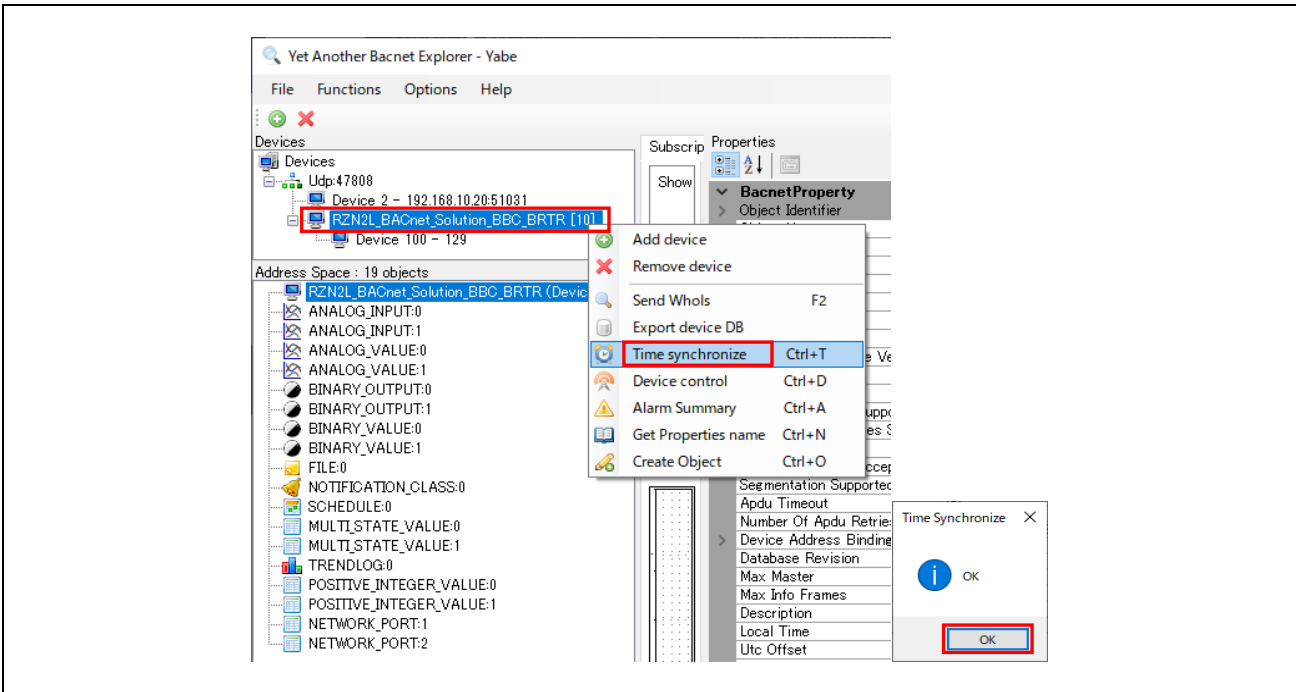 Yet Another Bacnet Explorer - Yabe
File Functions Options Help
Devices
Devices
Udp:47808
Device 2 - 192.168.10.20:51031
RZN2L_BACnet_Solution_BBC_BRTR [10]
Device 100 - 129
Address Space : 19 objects
RZN2L_BACnet_Solution_BBC_BRTR (Devic
ANALOG_INPUT:0
ANALOG_INPUT:1
ANALOG_VALUE:0
ANALOG_VALUE:1
BINARY_OUTPUT:0
BINARY_OUTPUT:1
BINARY_VALUE:0
BINARY_VALUE:1
FILE:0
NOTIFICATION_CLASS:0
SCHEDULE:0
MULTI_STATE_VALUE:0
MULTI_STATE_VALUE:1
TRENDLOG:0
POSITIVE_INTEGER_VALUE:0
POSITIVE_INTEGER_VALUE:1
NETWORK_PORT:1
NETWORK_PORT:2
Subscrip
Show
Add device
Remove device
Send WhoIs F2
Export device DB
Time synchronize Ctrl+T
Device control Ctrl+D
Alarm Summary Ctrl+A
Get Properties name Ctrl+N
Create Object Ctrl+O
Properties
BacnetProperty
Object Identifier
e Ve
uppo
es S
ccep
Segmentation Supported
Apdu Timeout
Number Of Apdu Retrie
Device Address Binding
Database Revision
Max Master
Max Info Frames
Description
Local Time
Utc Offset
Time Synchronize
OK
OK